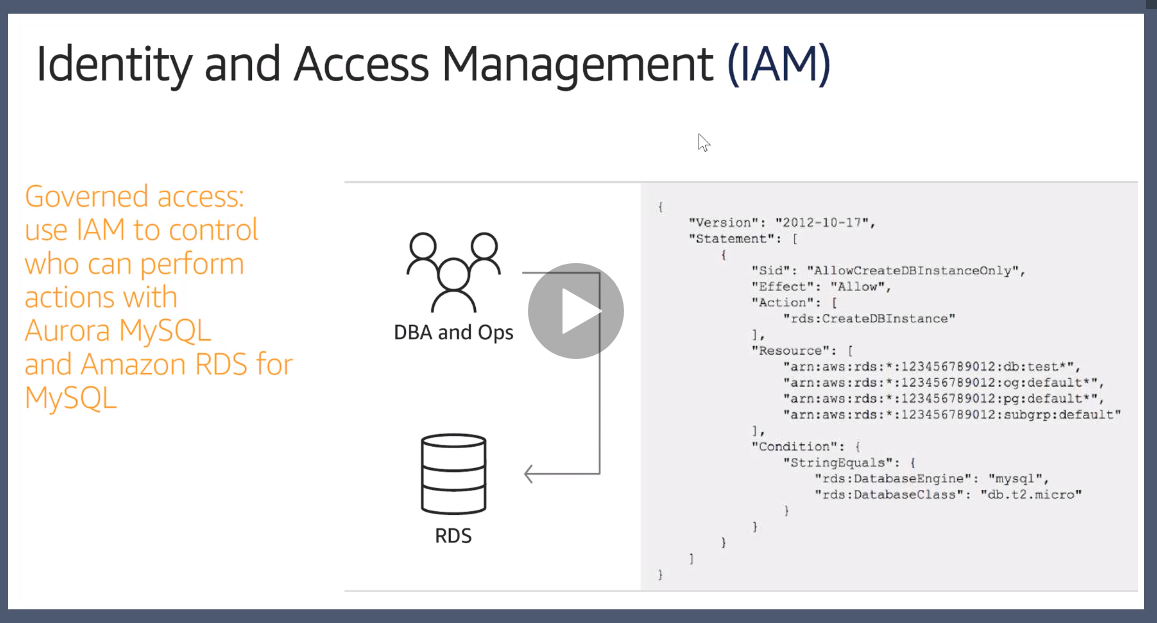 Identity and Access Management (IAM)
Governed access:
use IAM to control
who can perform
actions with
Aurora MySQL
and Amazon RDS for
MySQL
DBA and Ops
RDS
{
"Version": "2012-10-17",
"Statement": [
{
"Sid": "AllowCreateDBInstanceOnly",
"Effect": "Allow",
"Action": [
"rds:CreateDBInstance"
],
"Resource": [
"arn:aws:rds:*:123456789012:db:test*",
"arn:aws:rds:*:123456789012:og:default*",
"arn:aws:rds:*:123456789012:pg:default*",
"arn:aws:rds:*:123456789012:subgrp:default"
],
"Condition": {
"StringEquals": {
"rds:DatabaseEngine": "mysql",
"rds:DatabaseClass": "db.t2.micro"
}
}
}
]
}